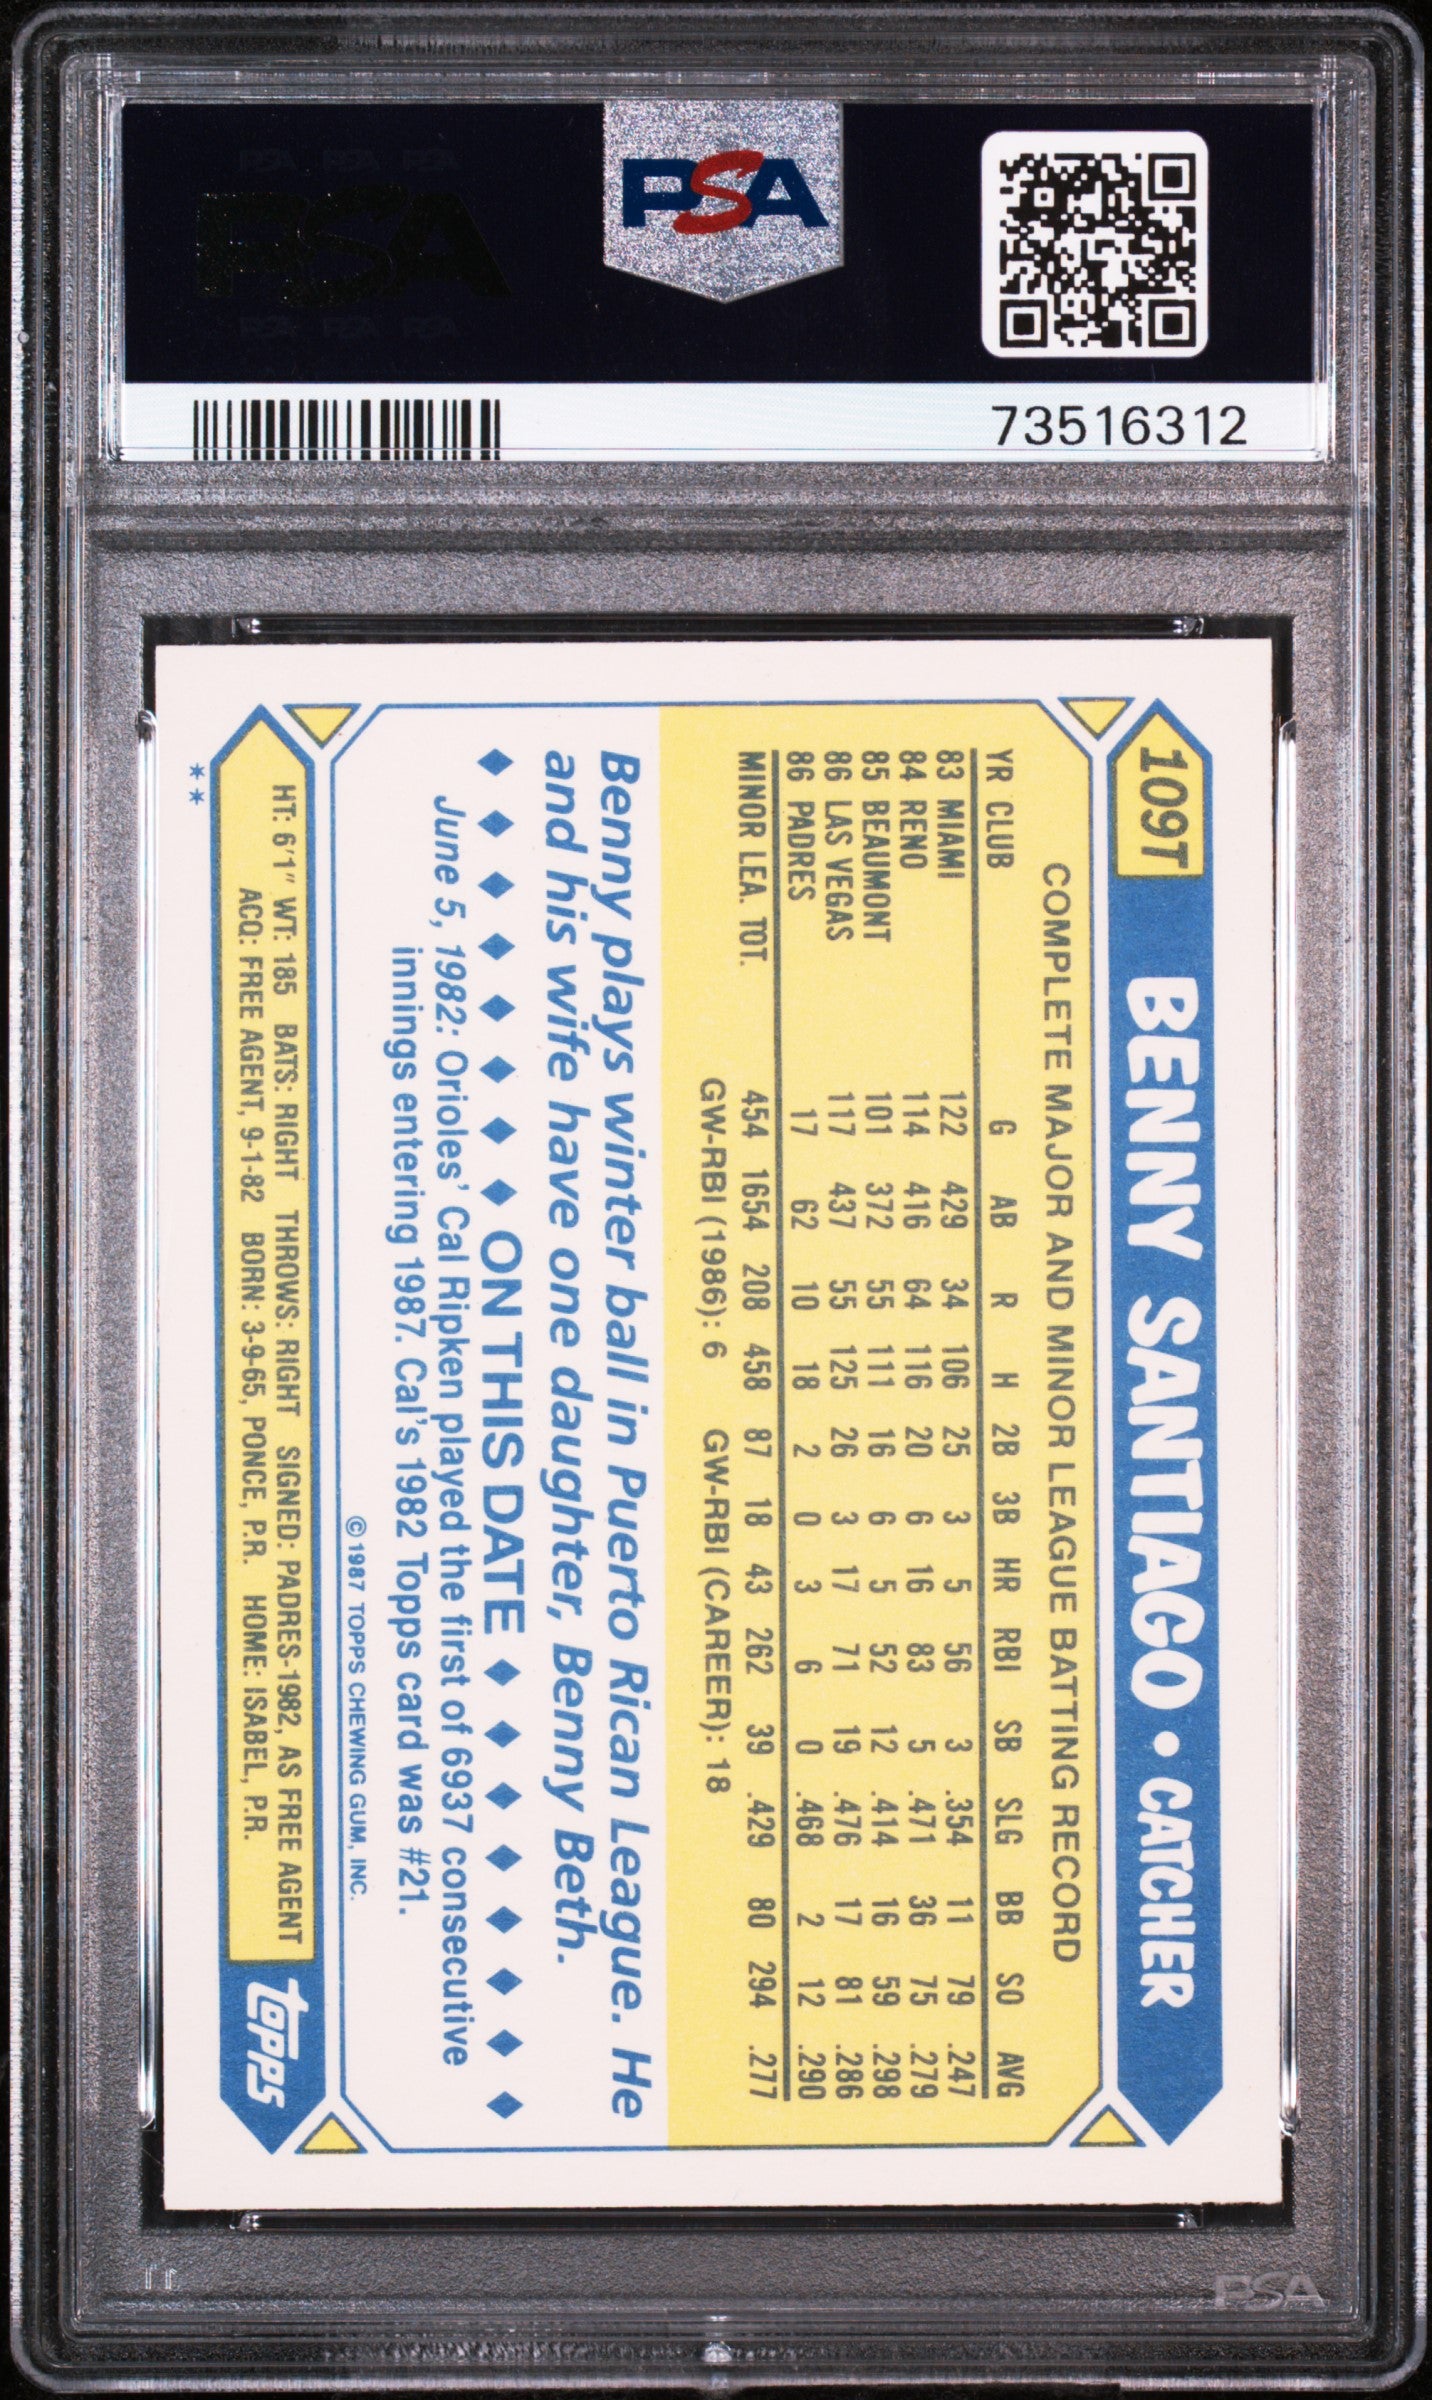 PSA
73516312
109T BENNY SANTIAGO • CATCHER
COMPLETE MAJOR AND MINOR LEAGUE BATTING RECORD
YR CLUB G AB R H 2B 3B HR RBI SB SLG BB SO AVG
83 MIAMI 122 429 34 106 25 3 5 56 3 .354 11 79 .247
84 RENO 114 416 64 116 20 6 16 83 5 .471 36 75 .279
85 BEAUMONT 101 372 55 111 16 6 5 52 12 .414 16 59 .298
86 LAS VEGAS 117 437 55 125 26 3 17 71 19 .476 17 81 .286
86 PADRES 17 62 10 18 2 0 3 6 0 .468 2 12 .290
MINOR LEA. TOT. 454 1654 208 458 87 18 43 262 39 .429 80 294 .277
GW-RBI (1986): 6 GW-RBI (CAREER): 18
Benny plays winter ball in Puerto Rican League. He
and his wife have one daughter, Benny Beth.
ON THIS DATE
June 5, 1982: Orioles' Cal Ripken played the first of 6937 consecutive
innings entering 1987. Cal's 1982 Topps card was #21.
©1987 TOPPS CHEWING GUM, INC.
HT: 6'1" WT: 185 BATS: RIGHT THROWS: RIGHT SIGNED: PADRES-1982, AS FREE AGENT
ACQ: FREE AGENT, 9-1-82 BORN: 3-9-65, PONCE, P.R. HOME: ISABEL, P.R.
topps
**
PSA